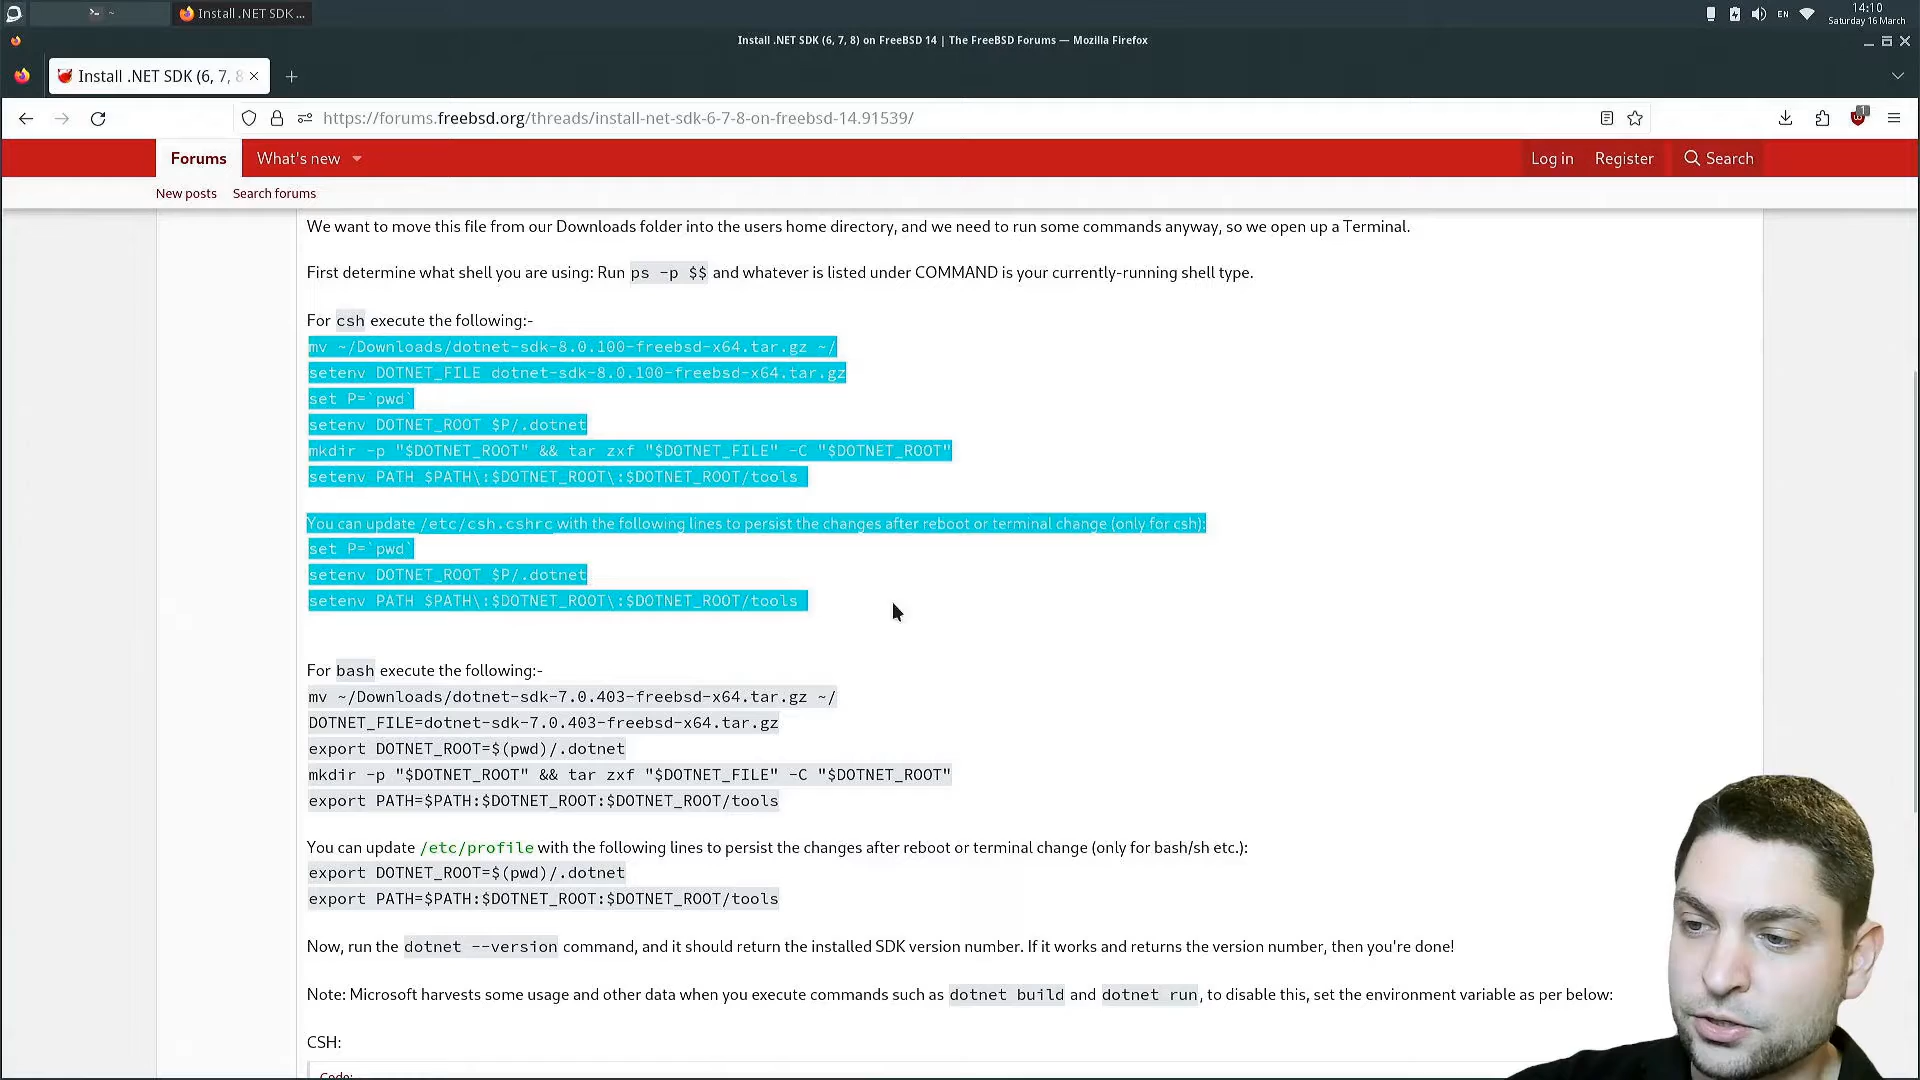 ~
Install .NET SDK ...
EN
14:10
Saturday 16 March
Install .NET SDK (6, 7, 8) on FreeBSD 14 | The FreeBSD Forums — Mozilla Firefox
Install .NET SDK (6, 7, 8
https://forums.freebsd.org/threads/install-net-sdk-6-7-8-on-freebsd-14.91539/
1
Forums
What's new
Log in
Register
Search
New posts
Search forums
We want to move this file from our Downloads folder into the users home directory, and we need to run some commands anyway, so we open up a Terminal.
First determine what shell you are using: Run ps -p $$ and whatever is listed under COMMAND is your currently-running shell type.
For csh execute the following:-
mv ~/Downloads/dotnet-sdk-8.0.100-freebsd-x64.tar.gz ~/
setenv DOTNET_FILE dotnet-sdk-8.0.100-freebsd-x64.tar.gz
set P=`pwd`
setenv DOTNET_ROOT $P/.dotnet
mkdir -p "$DOTNET_ROOT" && tar zxf "$DOTNET_FILE" -C "$DOTNET_ROOT"
setenv PATH $PATH\:$DOTNET_ROOT\:$DOTNET_ROOT/tools
You can update /etc/csh.cshrc with the following lines to persist the changes after reboot or terminal change (only for csh):
set P=`pwd`
setenv DOTNET_ROOT $P/.dotnet
setenv PATH $PATH\:$DOTNET_ROOT\:$DOTNET_ROOT/tools
For bash execute the following:-
mv ~/Downloads/dotnet-sdk-7.0.403-freebsd-x64.tar.gz ~/
DOTNET_FILE=dotnet-sdk-7.0.403-freebsd-x64.tar.gz
export DOTNET_ROOT=$(pwd)/.dotnet
mkdir -p "$DOTNET_ROOT" && tar zxf "$DOTNET_FILE" -C "$DOTNET_ROOT"
export PATH=$PATH:$DOTNET_ROOT:$DOTNET_ROOT/tools
You can update /etc/profile with the following lines to persist the changes after reboot or terminal change (only for bash/sh etc.):
export DOTNET_ROOT=$(pwd)/.dotnet
export PATH=$PATH:$DOTNET_ROOT:$DOTNET_ROOT/tools
Now, run the dotnet --version command, and it should return the installed SDK version number. If it works and returns the version number, then you're done!
Note: Microsoft harvests some usage and other data when you execute commands such as dotnet build and dotnet run, to disable this, set the environment variable as per below:
CSH:
Code: